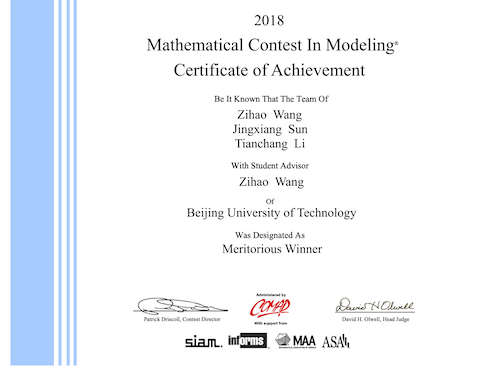 2018
Mathematical Contest In Modeling®
Certificate of Achievement
Be It Known That The Team Of
Zihao Wang
Jingxiang Sun
Tianchang Li
With Student Advisor
Zihao Wang
Of
Beijing University of Technology
Was Designated As
Meritorious Winner
Administered by
COMAP
With support from
Patrick Driscoll, Contest Director
David H Olwell
David H. Olwell, Head Judge
siam.
informs
MAA
ASA